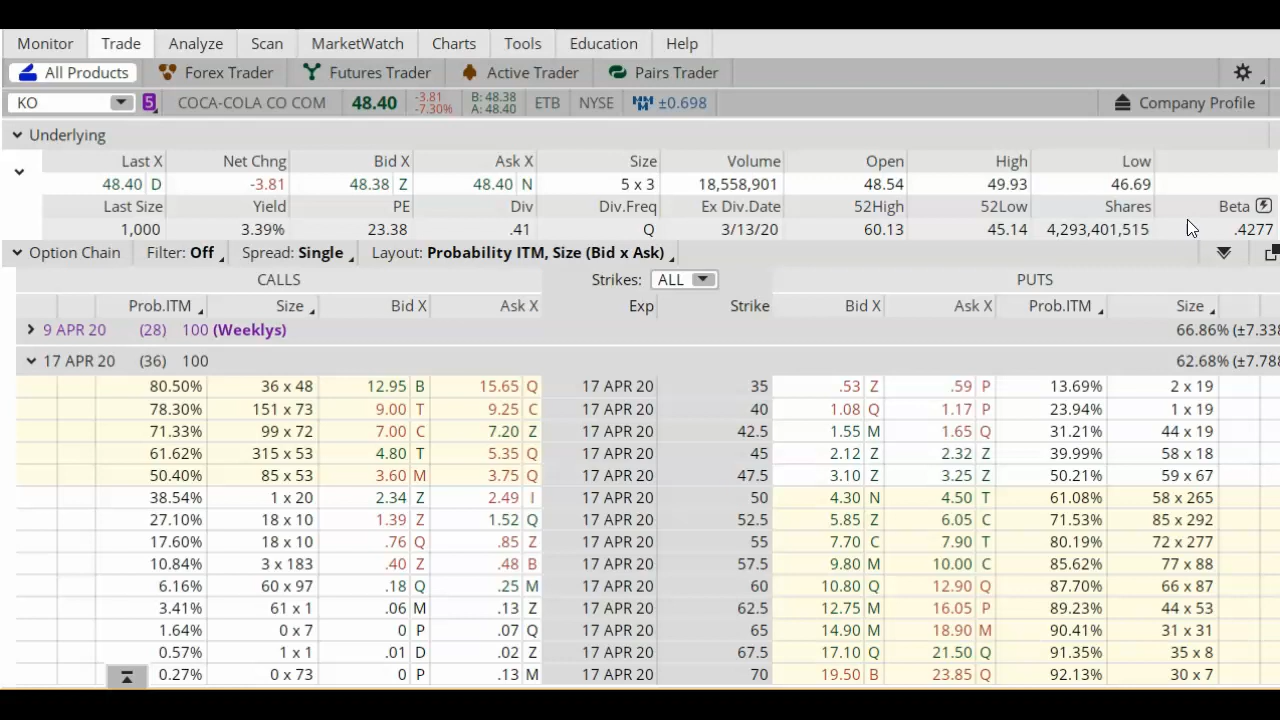 Monitor Trade Analyze Scan MarketWatch Charts Tools Education Help
All Products Forex Trader Futures Trader Active Trader Pairs Trader
KO 5 COCA-COLA CO COM 48.40 -3.81 -7.30% B: 48.38 A: 48.40 ETB NYSE ±0.698 Company Profile
Underlying
Last X Net Chng Bid X Ask X Size Volume Open High Low
48.40 D -3.81 48.38 Z 48.40 N 5 x 3 18,558,901 48.54 49.93 46.69
Last Size Yield PE Div Div.Freq Ex Div.Date 52High 52Low Shares Beta
1,000 3.39% 23.38 .41 Q 3/13/20 60.13 45.14 4,293,401,515 .4277
Option Chain Filter: Off Spread: Single Layout: Probability ITM, Size (Bid x Ask)
CALLS Strikes: ALL PUTS
Prob.ITM Size Bid X Ask X Exp Strike Bid X Ask X Prob.ITM Size
9 APR 20 (28) 100 (Weeklys) 66.86% (±7.338
17 APR 20 (36) 100 62.68% (±7.788
80.50% 36 x 48 12.95 B 15.65 Q 17 APR 20 35 .53 Z .59 P 13.69% 2 x 19
78.30% 151 x 73 9.00 T 9.25 C 17 APR 20 40 1.08 Q 1.17 P 23.94% 1 x 19
71.33% 99 x 72 7.00 C 7.20 Z 17 APR 20 42.5 1.55 M 1.65 Q 31.21% 44 x 19
61.62% 315 x 53 4.80 T 5.35 Q 17 APR 20 45 2.12 Z 2.32 Z 39.99% 58 x 18
50.40% 85 x 53 3.60 M 3.75 Q 17 APR 20 47.5 3.10 Z 3.25 Z 50.21% 59 x 67
38.54% 1 x 20 2.34 Z 2.49 I 17 APR 20 50 4.30 N 4.50 T 61.08% 58 x 265
27.10% 18 x 10 1.39 Z 1.52 Q 17 APR 20 52.5 5.85 Z 6.05 C 71.53% 85 x 292
17.60% 18 x 10 .76 Q .85 Z 17 APR 20 55 7.70 C 7.90 T 80.19% 72 x 277
10.84% 3 x 183 .40 Z .48 B 17 APR 20 57.5 9.80 M 10.00 C 85.62% 77 x 88
6.16% 60 x 97 .18 Q .25 M 17 APR 20 60 10.80 Q 12.90 Q 87.70% 66 x 87
3.41% 61 x 1 .06 M .13 Z 17 APR 20 62.5 12.75 M 16.05 P 89.23% 44 x 53
1.64% 0 x 7 0 P .07 Q 17 APR 20 65 14.90 M 18.90 M 90.41% 31 x 31
0.57% 1 x 1 .01 D .02 Z 17 APR 20 67.5 17.10 Q 21.50 Q 91.35% 35 x 8
0.27% 0 x 73 0 P .13 M 17 APR 20 70 19.50 B 23.85 Q 92.13% 30 x 7